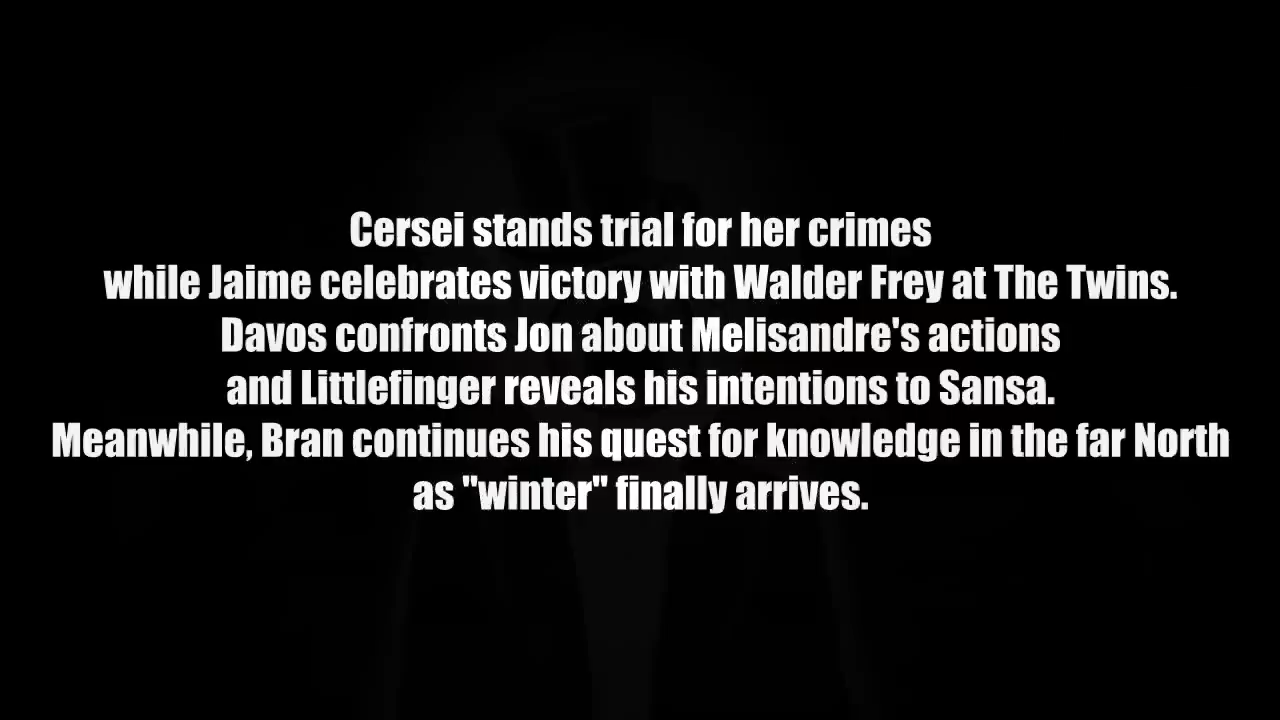 Cersei stands trial for her crimes
while Jaime celebrates victory with Walder Frey at The Twins.
Davos confronts Jon about Melisandre's actions
and Littlefinger reveals his intentions to Sansa.
Meanwhile, Bran continues his quest for knowledge in the far North
as "winter" finally arrives.